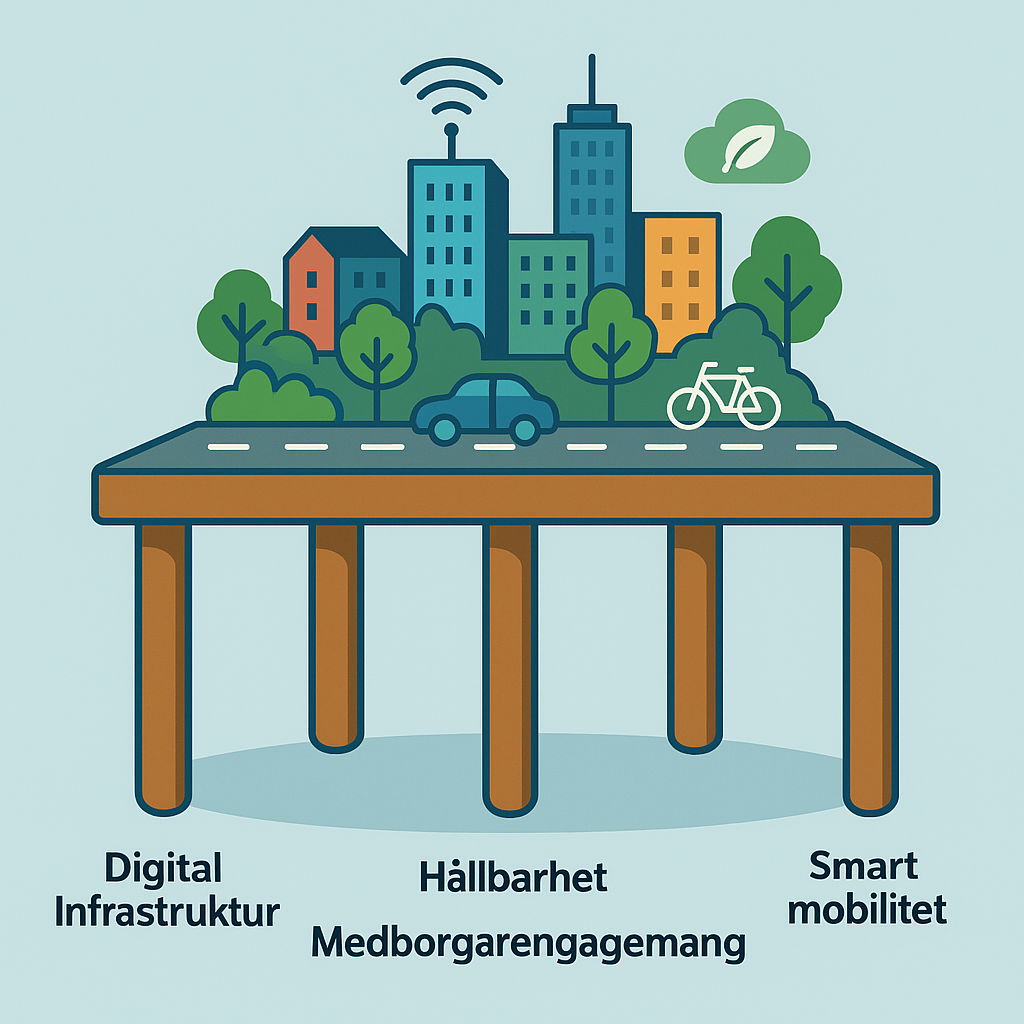 Digital
Infrastruktur
Hållbarhet
Medborgarengagemang
Smart
mobilitet